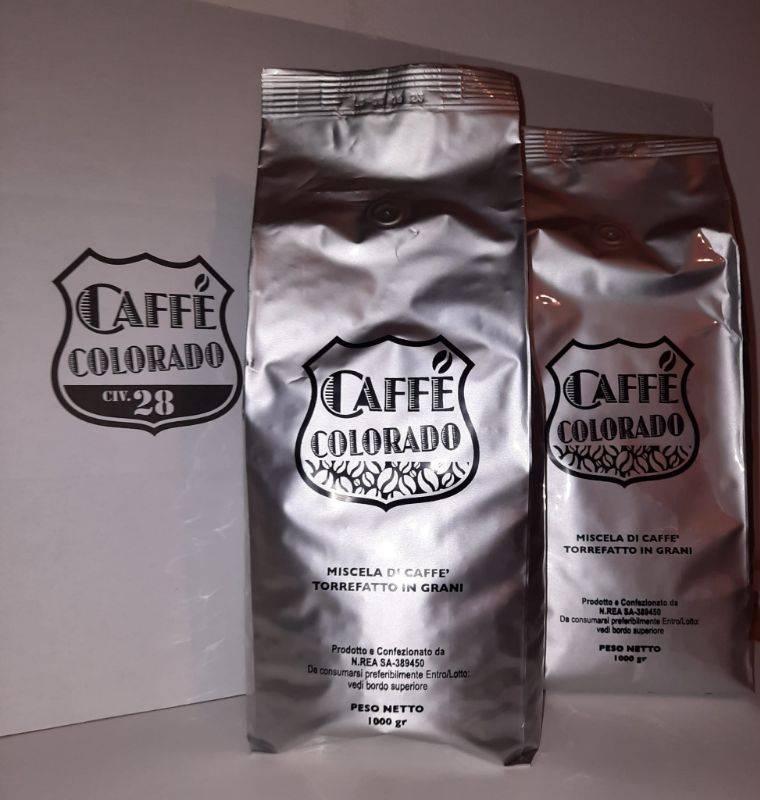 CAFFÈ
COLORADO
CIV. 28
CAFFÈ
COLORADO
MISCELA DI CAFFE'
TORREFATTO IN GRANI
Prodotto e Confezionato da
N.REA SA-389450
Da consumarsi preferibilmente Entro/Lotto:
vedi bordo superiore
PESO NETTO
1000 gr
CAFFÈ
COLORADO
MISCELA DI CAFFE'
TORREFATTO IN GRANI
Prodotto e Confezionato da
N.REA SA-389450
Da consumarsi preferibilmente Entro/Lotto:
vedi bordo superiore
PESO NETTO
1000 gr